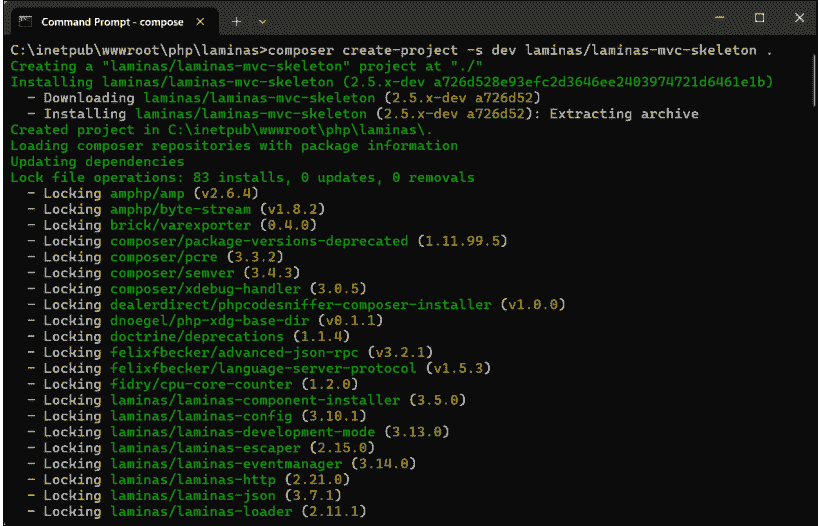 Command Prompt - compose
C:\inetpub\wwwroot\php\laminas>composer create-project -s dev laminas/laminas-mvc-skeleton .
Creating a "laminas/laminas-mvc-skeleton" project at "./"
Installing laminas/laminas-mvc-skeleton (2.5.x-dev a726d528e93efc2d3646ee2403974721d6461e1b)
- Downloading laminas/laminas-mvc-skeleton (2.5.x-dev a726d52)
- Installing laminas/laminas-mvc-skeleton (2.5.x-dev a726d52): Extracting archive
Created project in C:\inetpub\wwwroot\php\laminas\.
Loading composer repositories with package information
Updating dependencies
Lock file operations: 83 installs, 0 updates, 0 removals
- Locking amphp/amp (v2.6.4)
- Locking amphp/byte-stream (v1.8.2)
- Locking brick/varexporter (0.4.0)
- Locking composer/package-versions-deprecated (1.11.99.5)
- Locking composer/pcre (3.3.2)
- Locking composer/semver (3.4.3)
- Locking composer/xdebug-handler (3.0.5)
- Locking dealerdirect/phpcodesniffer-composer-installer (v1.0.0)
- Locking dnoegel/php-xdg-base-dir (v0.1.1)
- Locking doctrine/deprecations (1.1.4)
- Locking felixfbecker/advanced-json-rpc (v3.2.1)
- Locking felixfbecker/language-server-protocol (v1.5.3)
- Locking fidry/cpu-core-counter (1.2.0)
- Locking laminas/laminas-component-installer (3.5.0)
- Locking laminas/laminas-config (3.10.1)
- Locking laminas/laminas-development-mode (3.13.0)
- Locking laminas/laminas-escaper (2.15.0)
- Locking laminas/laminas-eventmanager (3.14.0)
- Locking laminas/laminas-http (2.21.0)
- Locking laminas/laminas-json (3.7.1)
- Locking laminas/laminas-loader (2.11.1)